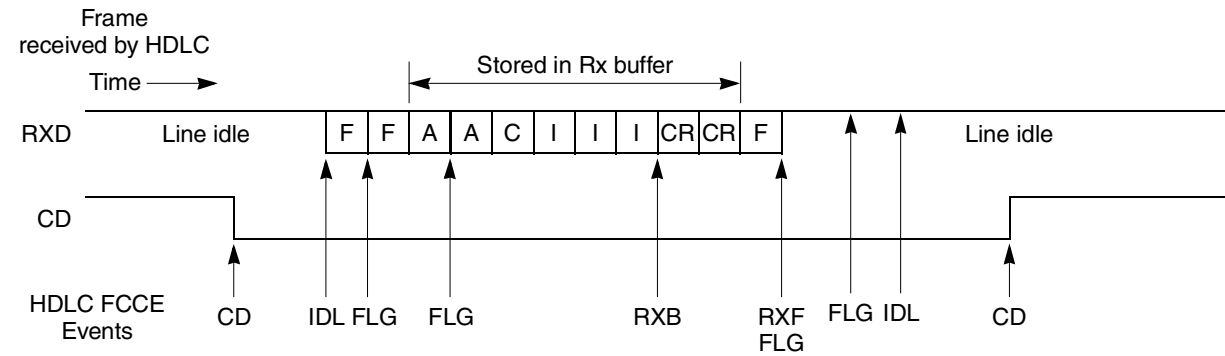 Frame
received by HDLC
Stored in Rx buffer
Time
RXD Line idle F F A A C I I I CR CR F Line idle
CD
HDLC FCCE
Events
CD IDL FLG FLG RXB RXF FLG IDL CD
FLG